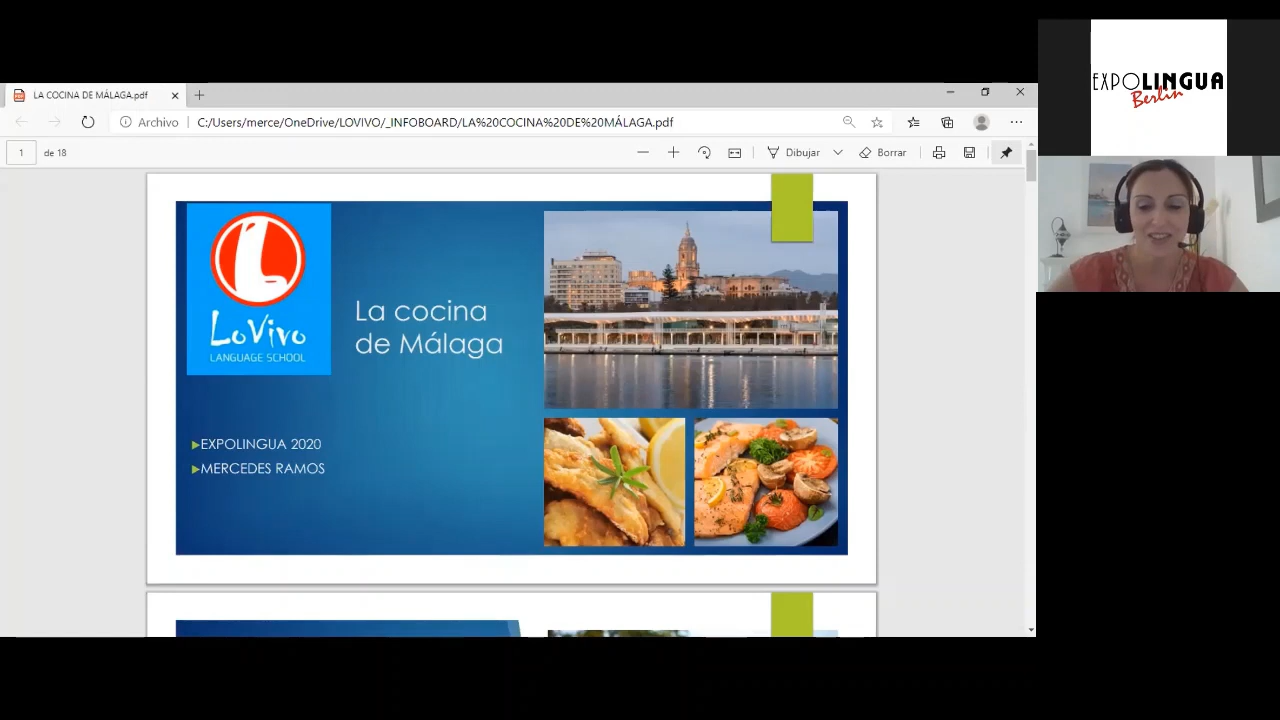 LA COCINA DE MÁLAGA.pdf
Archivo
C:/Users/merce/OneDrive/LOVIVO/_INFOBOARD/LA%20COCINA%20DE%20MÁLAGA.pdf
1 de 18
Dibujar
Borrar
LoVivo
LANGUAGE SCHOOL
La cocina
de Málaga
EXPOLINGUA 2020
MERCEDES RAMOS
EXPOLINGUA
Berlin